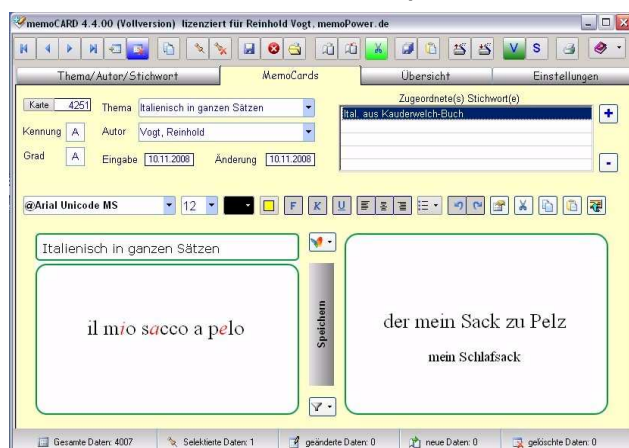 memoCARD 4.4.00 (Vollversion) lizenziert für Reinhold Vogt, memoPower.de
V S
Thema/Autor/Stichwort MemoCards Übersicht Einstellungen
Karte 4251 Thema Italienisch in ganzen Sätzen
Zugeordnete(s) Stichwort(e)
Ital. aus Kauderwelch-Buch
+
Kennung A Autor Vogt, Reinhold
Grad A Eingabe 10.11.2008 Änderung 10.11.2008
-
@Arial Unicode MS 12 F K U
Italienisch in ganzen Sätzen
il mio sacco a pelo
Speichern
der mein Sack zu Pelz
mein Schlafsack
Gesamte Daten: 4007 Selektierte Daten: 1 geänderte Daten: 0 neue Daten: 0 gelöschte Daten: 0